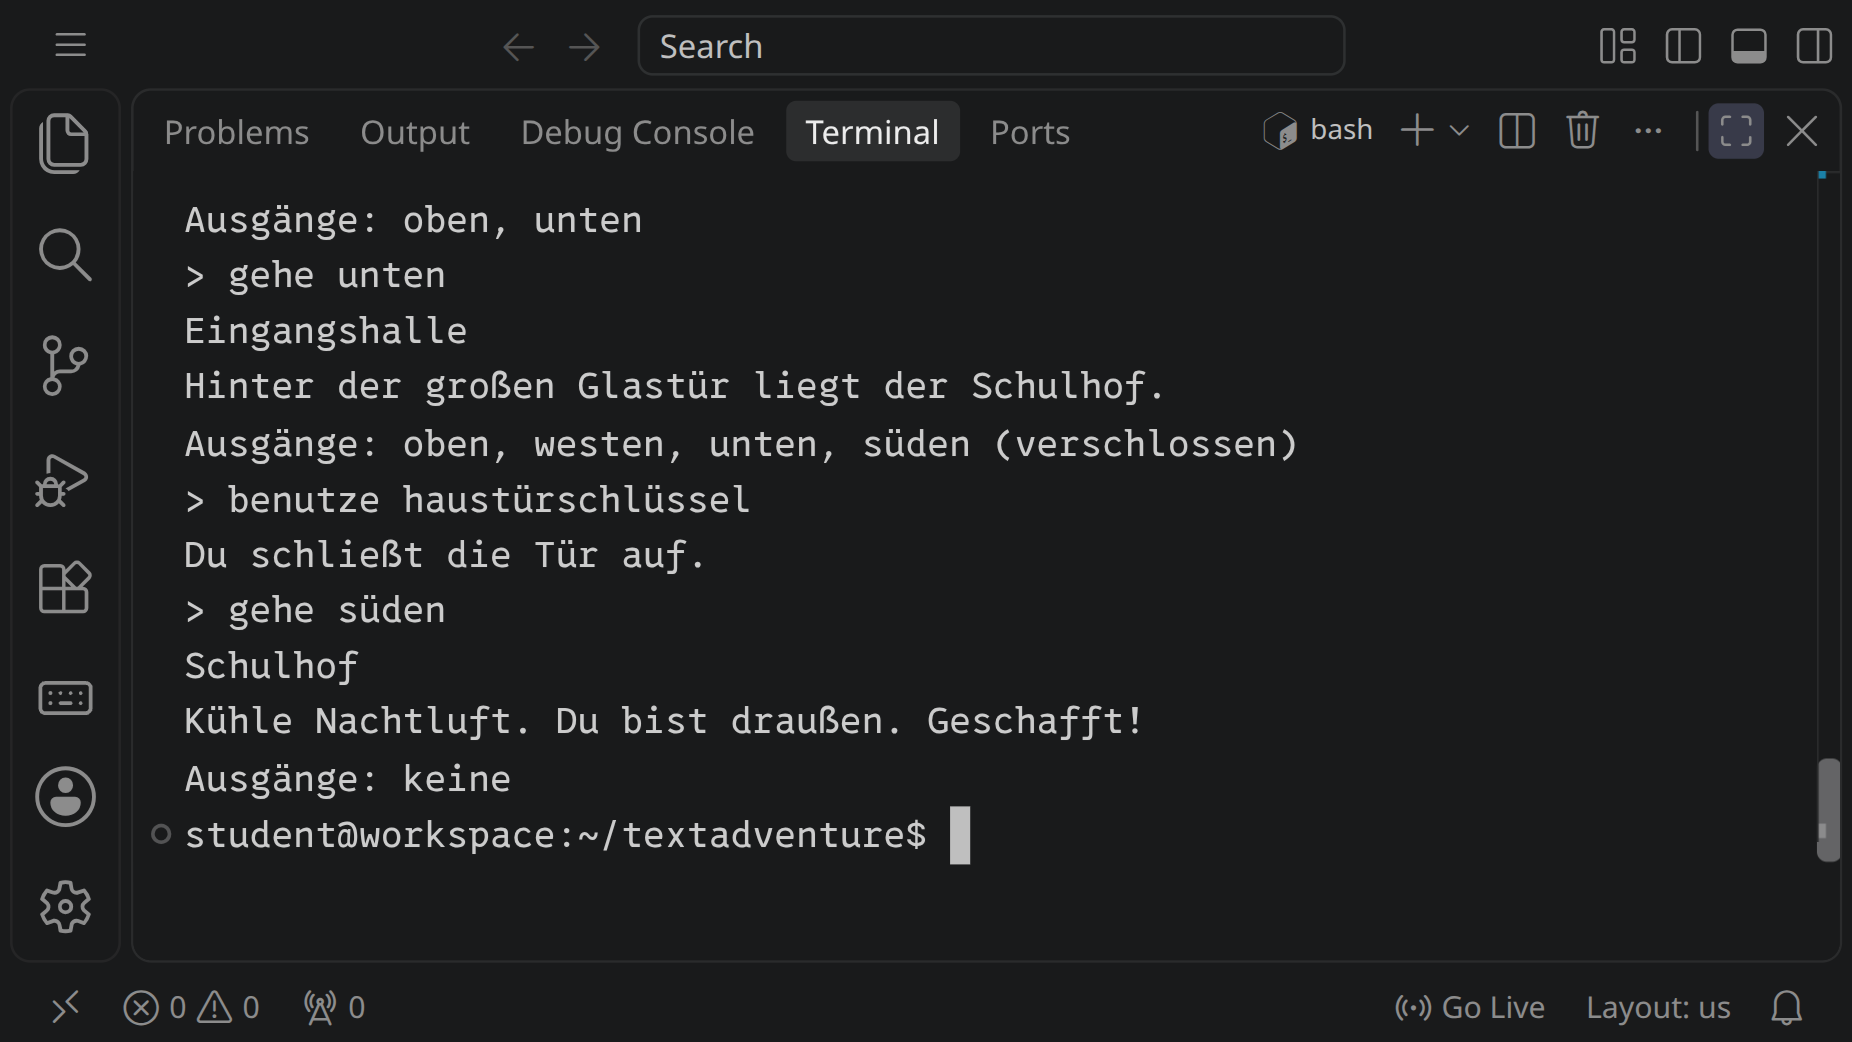 Search
Problems Output Debug Console Terminal Ports bash
Ausgänge: oben, unten
> gehe unten
Eingangshalle
Hinter der großen Glastür liegt der Schulhof.
Ausgänge: oben, westen, unten, süden (verschlossen)
> benutze haustürschlüssel
Du schließt die Tür auf.
> gehe süden
Schulhof
Kühle Nachtluft. Du bist draußen. Geschafft!
Ausgänge: keine
student@workspace:~/textadventure$
0 0 0 Go Live Layout: us